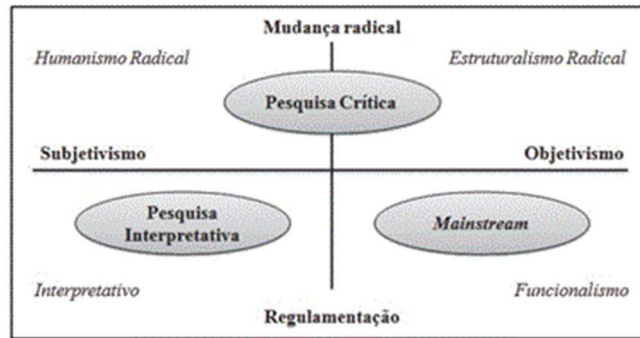 Mudança radical
Humanismo Radical
Estruturalismo Radical
Pesquisa Crítica
Subjetivismo
Objetivismo
Pesquisa
Interpretativa
Mainstream
Interpretativo
Funcionalismo
Regulamentação